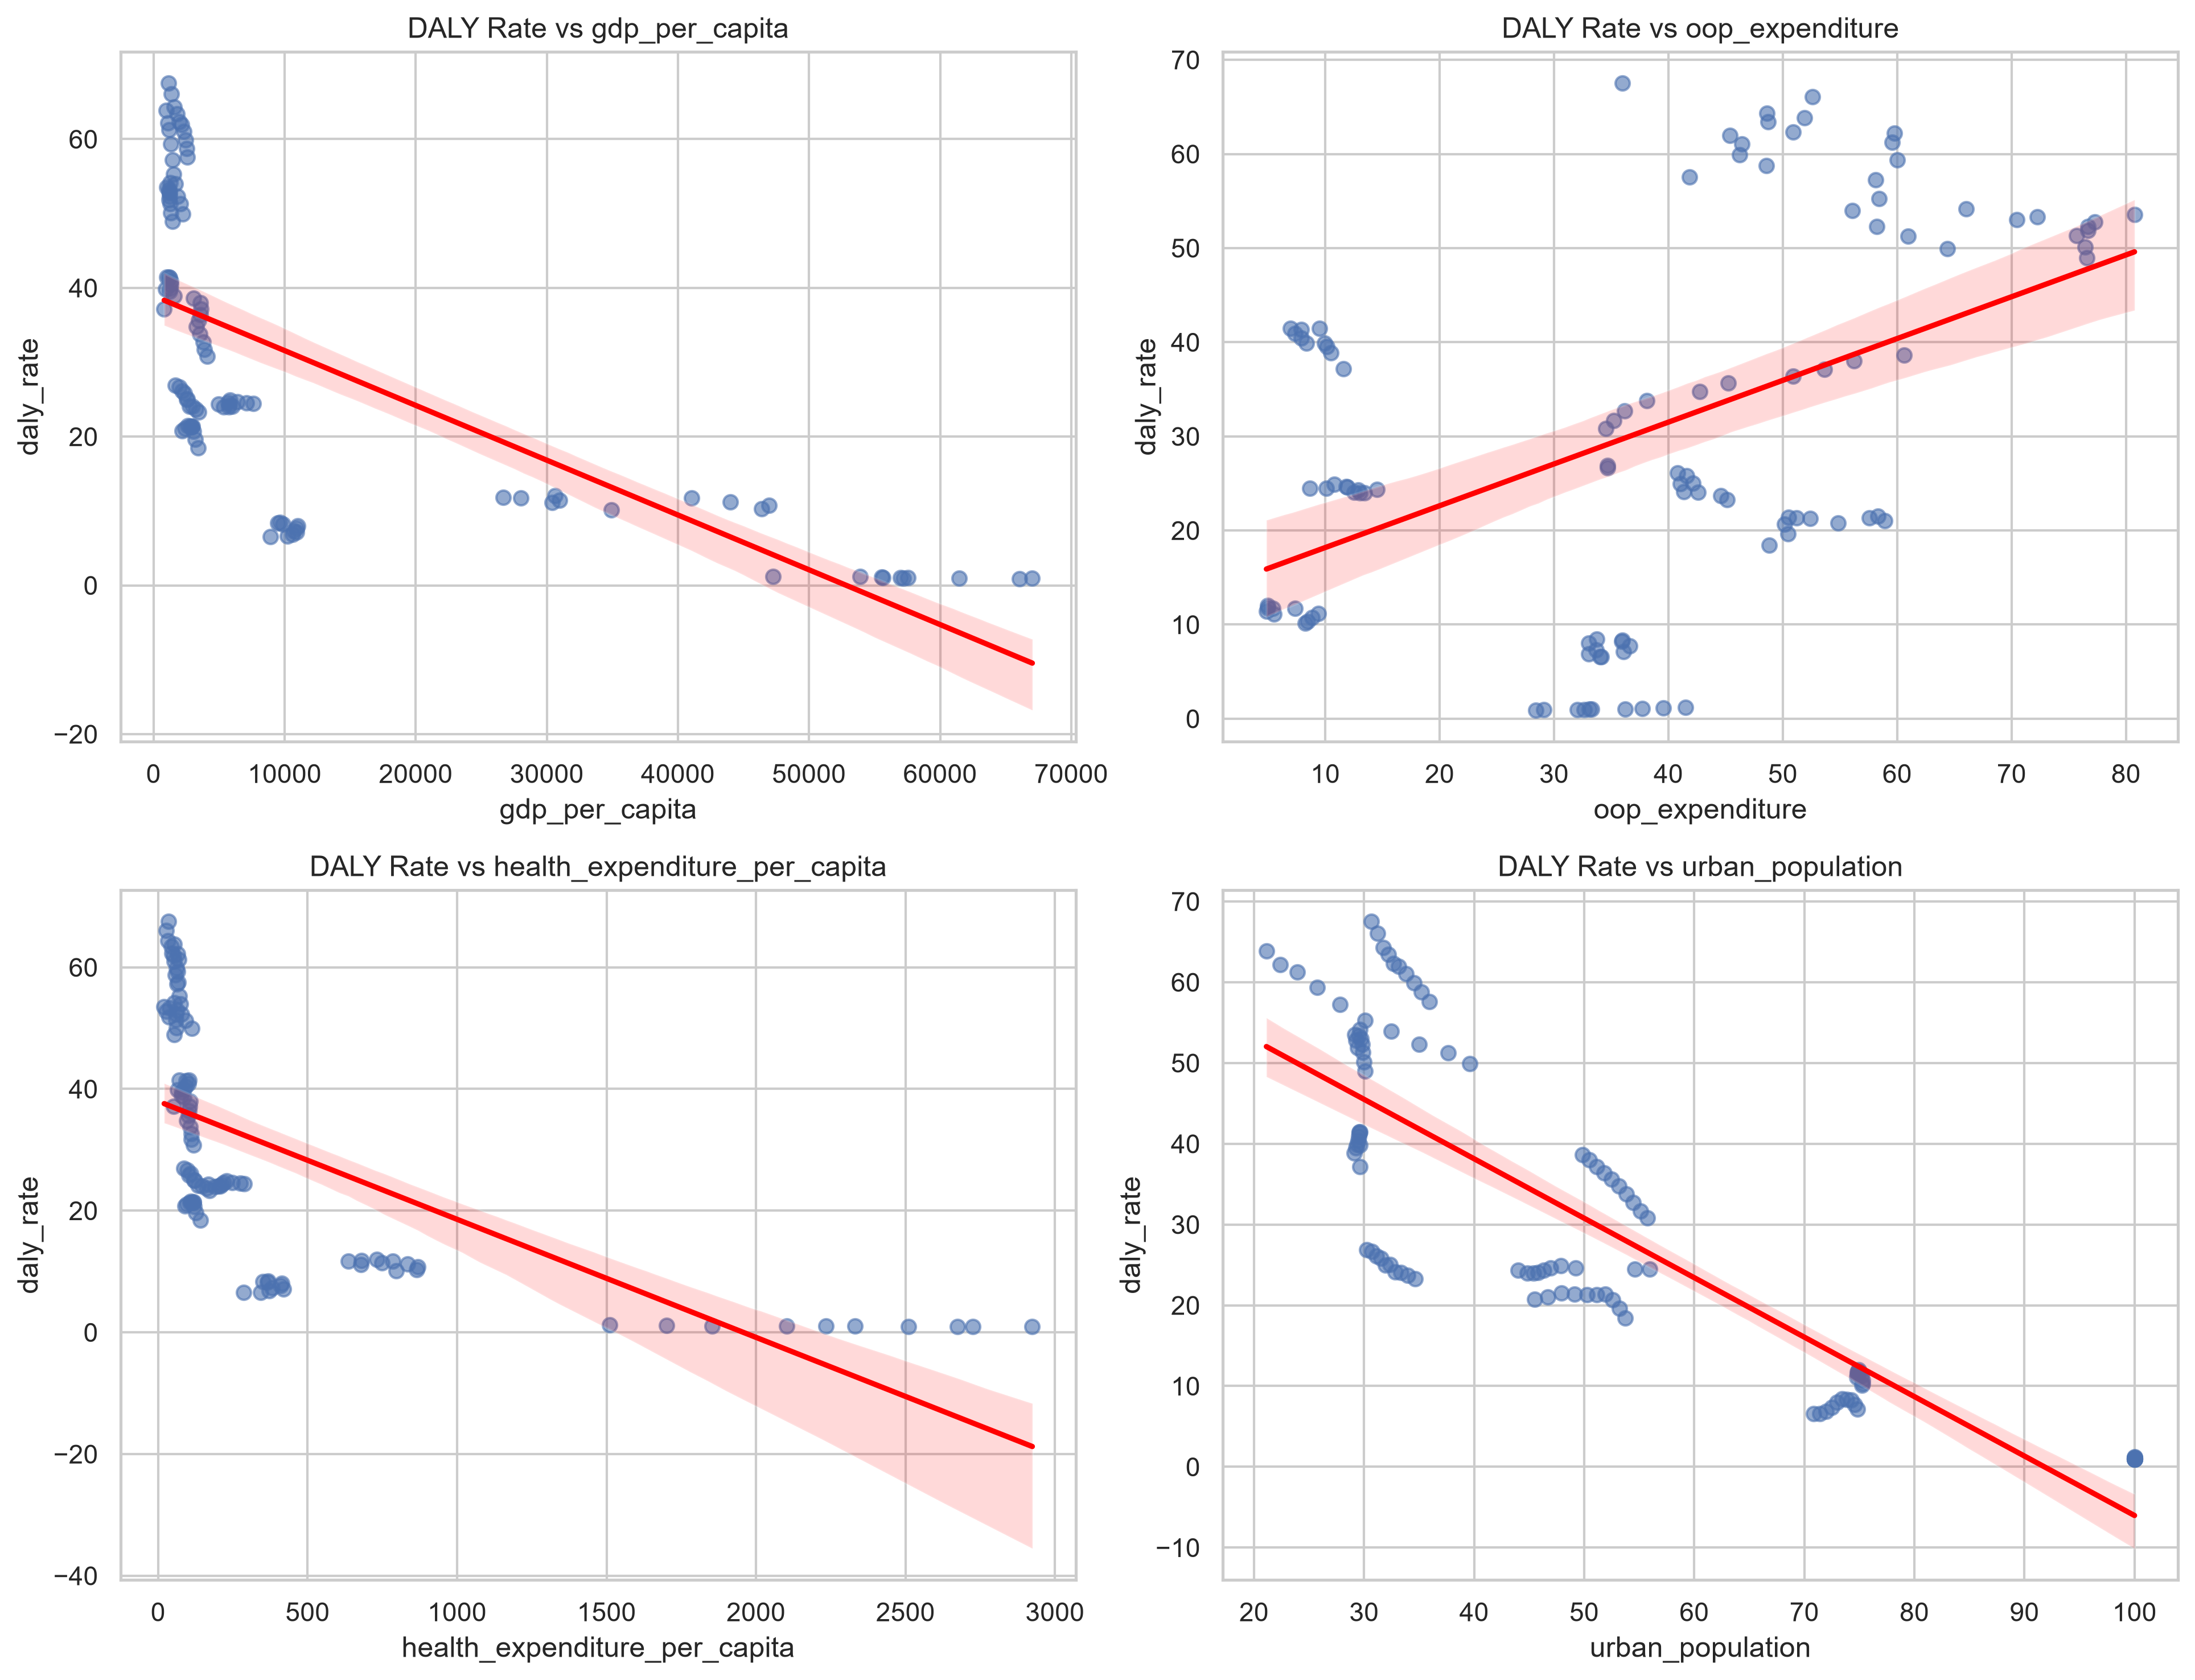 DALY Rate vs gdp_per_capita
daly_rate
60
40
20
0
−20
0 10000 20000 30000 40000 50000 60000 70000
gdp_per_capita
DALY Rate vs oop_expenditure
daly_rate
70
60
50
40
30
20
10
0
10 20 30 40 50 60 70 80
oop_expenditure
DALY Rate vs health_expenditure_per_capita
daly_rate
60
40
20
0
−20
−40
0 500 1000 1500 2000 2500 3000
health_expenditure_per_capita
DALY Rate vs urban_population
daly_rate
70
60
50
40
30
20
10
0
−10
20 30 40 50 60 70 80 90 100
urban_population